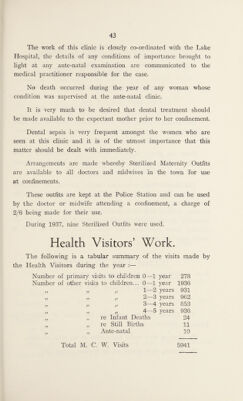 43
The work of this clinic is closely co-ordinated with the Lake
Hospital, the details of any conditions of importance brought to
light at any ante-natal examination are communicated to the
medical practitioner responsible for the case.
No death occurred during the year of any woman whose
condition was supervised at the ante-natal clinic.
It is very much to be desired that dental treatment should
be made available to the expectant mother prior to her confinement.
Dental sepsis is very frequent amongst the women who are
seen at this clinic and it is of the utmost importance that this
matter should be dealt with immediately.
Arrangements are made whereby Sterilized Maternity Outfits
are available to all doctors and midwives in the town for use
at confinements.
These outfits are kept at the Police Station and can be used
by the doctor or midwife attending a confinement, a charge of
2/6 being made for their use.
During 1937, nine Sterilized Outfits were used.
Health Visitors' Work.
The following is a tabular summary of the visits made by
the Health Visitors during the year :—
Number of primary visits to children 0—1 year 278
Number of other visits to children... 0—1 year 1936
„ „ „ 1—2 years 931
„ „ „ 2—3 years 962
„ „ „ 3—4 years 853
„ „ „ 4—5 years 936
„ „ re Infant Deaths 24
„ „ re Still Births 11
„ „ Ante-natal 10
Total M. C. W. Visits 5941